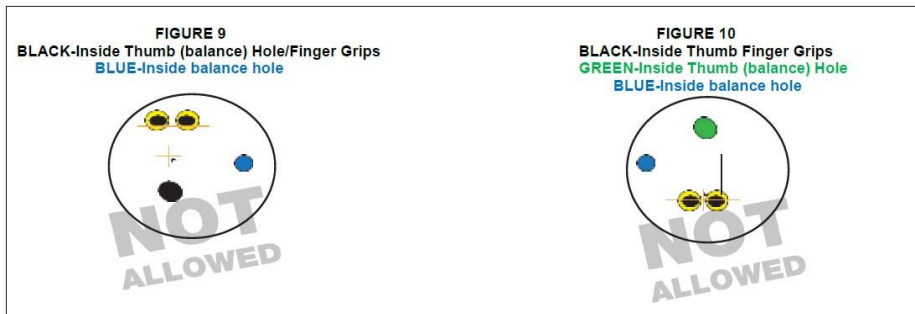 FIGURE 9
BLACK-Inside Thumb (balance) Hole/Finger Grips
BLUE-Inside balance hole
NOT
ALLOWED
FIGURE 10
BLACK-Inside Thumb Finger Grips
GREEN-Inside Thumb (balance) Hole
BLUE-Inside balance hole
NOT
ALLOWED